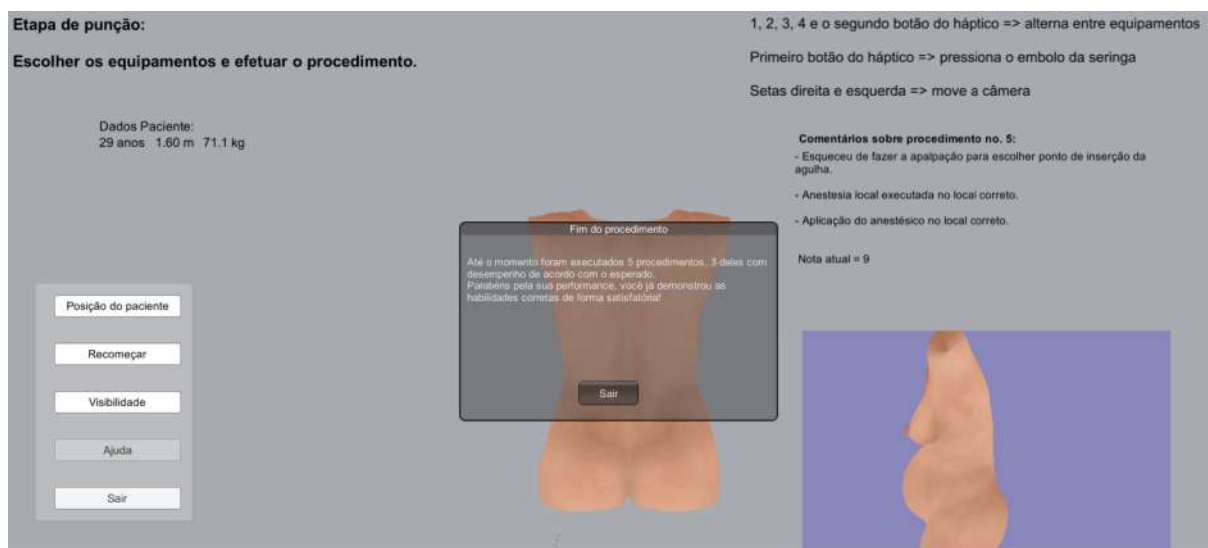 Etapa de punção:
Escolher os equipamentos e efetuar o procedimento.
1, 2, 3, 4 e o segundo botão do háptico => alterna entre equipamentos
Primeiro botão do háptico => pressiona o embolo da seringa
Setas direita e esquerda => move a câmera
Dados Paciente:
29 anos 1.60 m 71.1 kg
Comentários sobre procedimento no. 5:
- Esqueceu de fazer a apalpação para escolher ponto de inserção da
agulha.
- Anestesia local executada no local correto.
- Aplicação do anestésico no local correto.
Nota atual = 9
Fim do procedimento
Até o momento foram executados 5 procedimentos, 3 deles com
desempenho de acordo com o esperado.
Parabéns pela sua performance, você já demonstrou as
habilidades corretas de forma satisfatória!
Sair
Posição do paciente
Recomeçar
Visibilidade
Ajuda
Sair